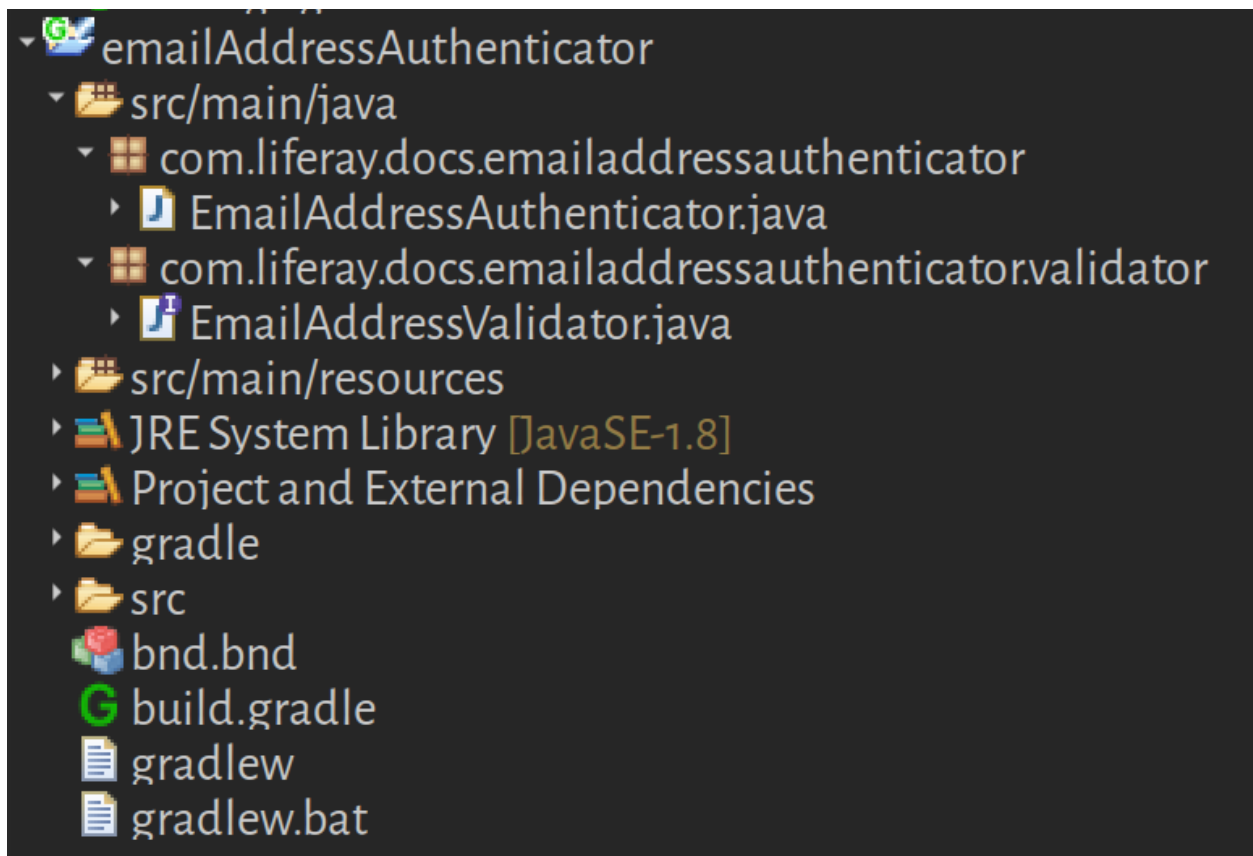 emailAddressAuthenticator
src/main/java
com.liferay.docs.emailaddressauthenticator
EmailAddressAuthenticator.java
com.liferay.docs.emailaddressauthenticator.validator
EmailAddressValidator.java
src/main/resources
JRE System Library [JavaSE-1.8]
Project and External Dependencies
gradle
src
bnd.bnd
build.gradle
gradlew
gradlew.bat